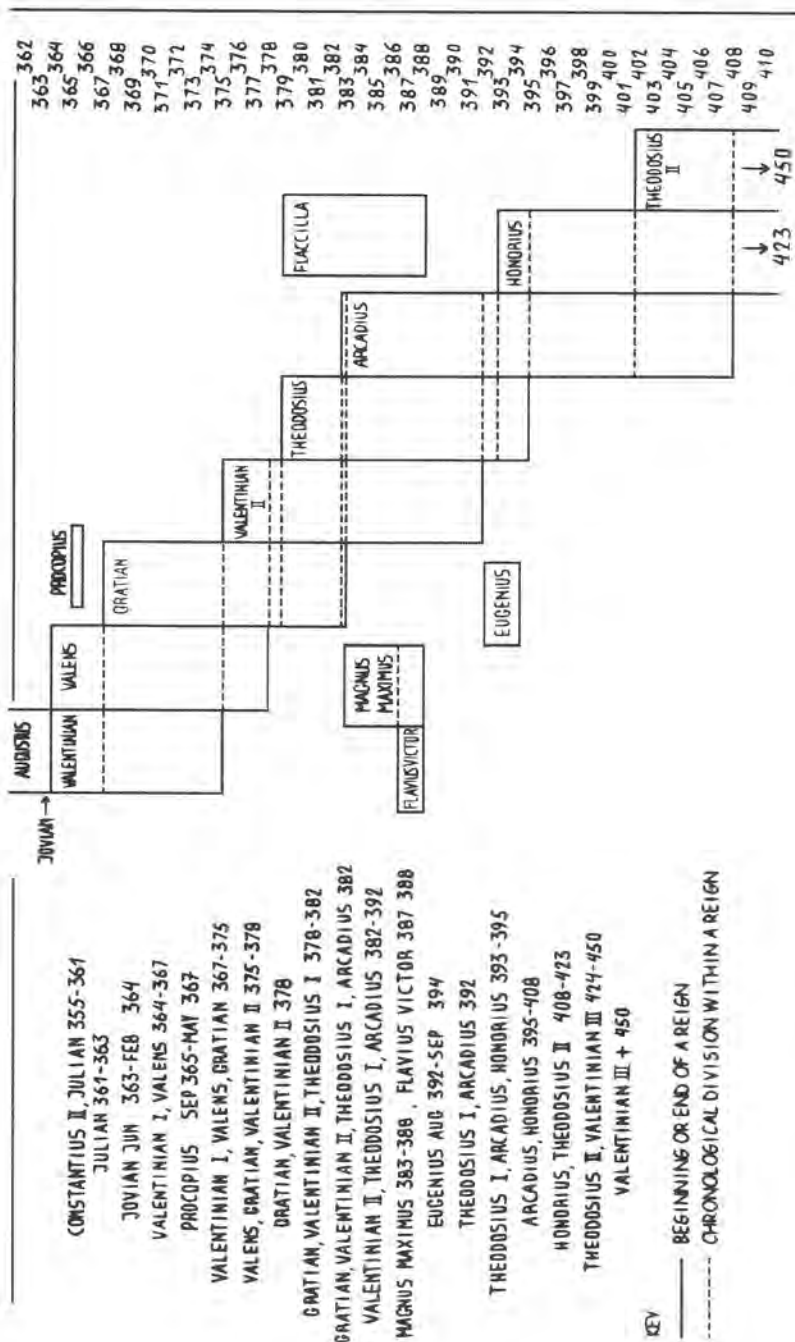 362
363
364
365
366
367
368
369
370
371
372
373
374
375
376
377
378
379
380
381
382
383
384
385
386
387
388
389
390
391
392
393
394
395
396
397
398
399
400
401
402
403
404
405
406
407
408
409
410
JOVIAN →
AUGUSTUS
VALENTINIAN
VALENS
PROCOPIUS
GRATIAN
VALENTINIAN
II
THEODOSIUS
ARCADIUS
FLACCILLA
HONORIUS
THEODOSIUS
II
MAGNUS
MAXIMUS
FLAVIUS VICTOR
EUGENIUS
→ 423
→ 450
CONSTANTIUS II, JULIAN 355-361
JULIAN 361-363
JOVIAN JUN 363-FEB 364
VALENTINIAN I, VALENS 364-367
PROCOPIUS SEP 365-MAY 367
VALENTINIAN I, VALENS, GRATIAN 367-375
VALENS, GRATIAN, VALENTINIAN II 375-378
GRATIAN, VALENTINIAN II 378
GRATIAN, VALENTINIAN II, THEODOSIUS I 378-382
GRATIAN, VALENTINIAN II, THEODOSIUS I, ARCADIUS 382
VALENTINIAN II, THEODOSIUS I, ARCADIUS 382-392
MAGNUS MAXIMUS 383-388, FLAVIUS VICTOR 387 388
EUGENIUS AUG 392-SEP 394
THEODOSIUS I, ARCADIUS 392
THEODOSIUS I, ARCADIUS, HONORIUS 393-395
ARCADIUS, HONORIUS 395-408
HONORIUS, THEODOSIUS II 408-423
THEODOSIUS II, VALENTINIAN III 424-450
VALENTINIAN III + 450
KEY
BEGINNING OR END OF A REIGN
CHRONOLOGICAL DIVISION WITHIN A REIGN